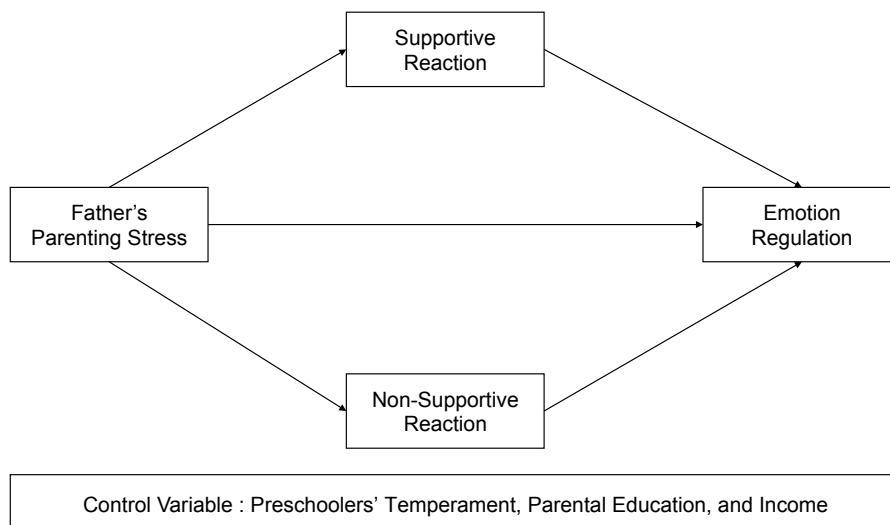 Supportive
Reaction
Father’s
Parenting Stress
Emotion
Regulation
Non-Supportive
Reaction
Control Variable : Preschoolers’ Temperament, Parental Education, and Income